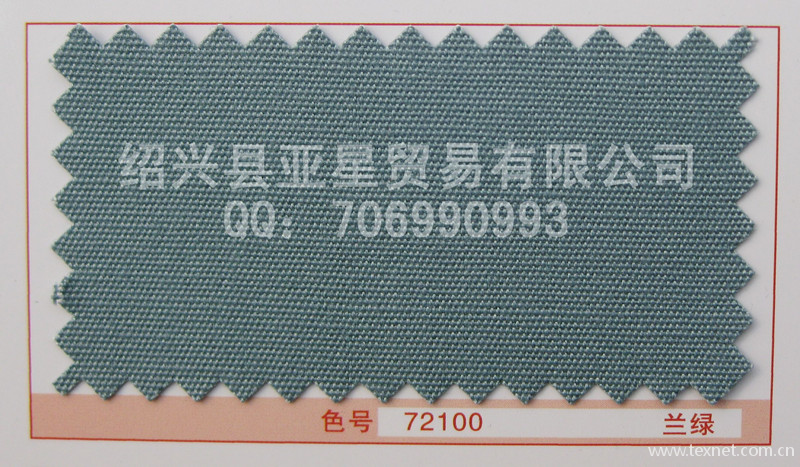 绍兴县亚星贸易有限公司
QQ：706990993
色号 72100 兰绿
www.texnet.com.cn